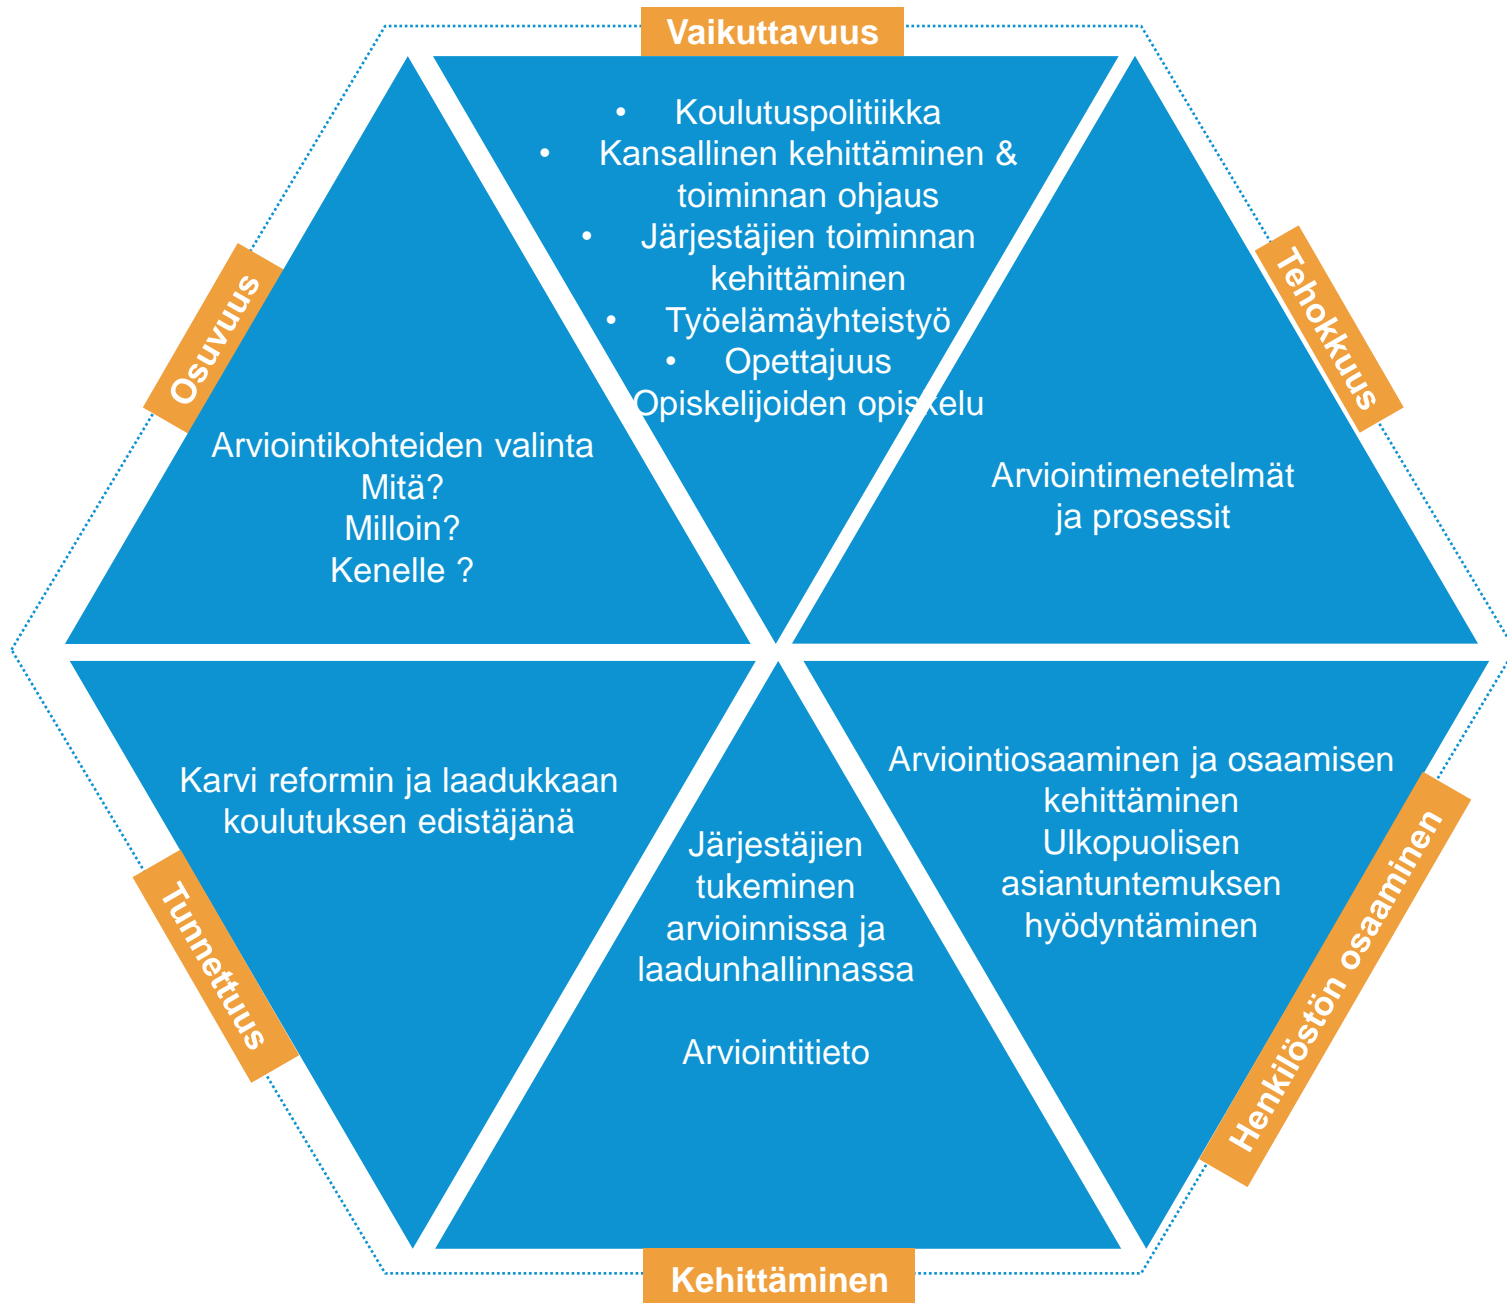 Vaikuttavuus
• Koulutuspolitiikka
• Kansallinen kehittäminen &
toiminnan ohjaus
• Järjestäjien toiminnan
kehittäminen
• Työelämäyhteistyö
• Opettajuus
Opiskelijoiden opiskelu
Tehokkuus
Arviointimenetelmät
ja prosessit
Henkilöstön osaaminen
Arviointiosaaminen ja osaamisen
kehittäminen
Ulkopuolisen
asiantuntemuksen
hyödyntäminen
Kehittäminen
Järjestäjien
tukeminen
arvioinnissa ja
laadunhallinnassa
Arviointitieto
Tunnettuus
Karvi reformin ja laadukkaan
koulutuksen edistäjänä
Osuvuus
Arviointikohteiden valinta
Mitä?
Milloin?
Kenelle ?